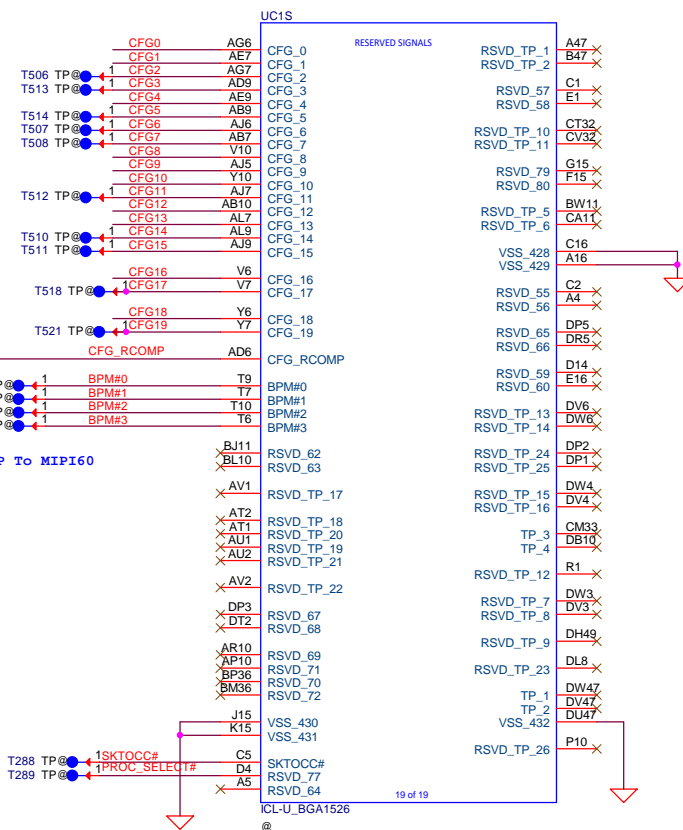 UC1S
RESERVED SIGNALS
CFG0 AG6 CFG_0 RSVD_TP_1 A47
CFG1 AE7 CFG_1 RSVD_TP_2 B47
T506 TP@ 1 CFG2 AG7 CFG_2
T513 TP@ 1 CFG3 AD9 CFG_3 RSVD_57 C1
CFG4 AE9 CFG_4 RSVD_58 E1
T514 TP@ 1 CFG5 AB9 CFG_5
T507 TP@ 1 CFG6 AJ6 CFG_6 RSVD_TP_10 CT32
T508 TP@ 1 CFG7 AB7 CFG_7 RSVD_TP_11 CV32
CFG8 V10 CFG_8
CFG9 AJ5 CFG_9 RSVD_79 G15
CFG10 Y10 CFG_10 RSVD_80 F15
T512 TP@ 1 CFG11 AJ7 CFG_11
CFG12 AB10 CFG_12 RSVD_TP_5 BW11
CFG13 AL7 CFG_13 RSVD_TP_6 CA11
T510 TP@ 1 CFG14 AL9 CFG_14
T511 TP@ 1 CFG15 AJ9 CFG_15 VSS_428 C16
VSS_429 A16
CFG16 V6 CFG_16
T518 TP@ 1 CFG17 V7 CFG_17 RSVD_55 C2
RSVD_56 A4
CFG18 Y6 CFG_18
T521 TP@ 1 CFG19 Y7 CFG_19 RSVD_65 DP5
RSVD_66 DR5
CFG_RCOMP AD6 CFG_RCOMP
RSVD_59 D14
P@ 1 BPM#0 T9 BPM#0 RSVD_60 E16
P@ 1 BPM#1 T7 BPM#1
P@ 1 BPM#2 T10 BPM#2 RSVD_TP_13 DV6
P@ 1 BPM#3 T6 BPM#3 RSVD_TP_14 DW6
P To MIPI60
BJ11 RSVD_62 RSVD_TP_24 DP2
BL10 RSVD_63 RSVD_TP_25 DP1
AV1 RSVD_TP_17 RSVD_TP_15 DW4
RSVD_TP_16 DV4
AT2 RSVD_TP_18
AT1 RSVD_TP_20 TP_3 CM33
AU1 RSVD_TP_19 TP_4 DB10
AU2 RSVD_TP_21
RSVD_TP_12 R1
AV2 RSVD_TP_22
RSVD_TP_7 DW3
DP3 RSVD_67 RSVD_TP_8 DV3
DT2 RSVD_68
RSVD_TP_9 DH49
AR10 RSVD_69
AP10 RSVD_71 RSVD_TP_23 DL8
BP36 RSVD_70
BM36 RSVD_72 TP_1 DW47
TP_2 DV47
J15 VSS_430 VSS_432 DU47
K15 VSS_431
RSVD_TP_26 P10
T288 TP@ 1 SKTOCC# C5 SKTOCC#
T289 TP@ 1 PROC_SELECT# D4 RSVD_77
A5 RSVD_64
19 of 19
ICL-U_BGA1526
@